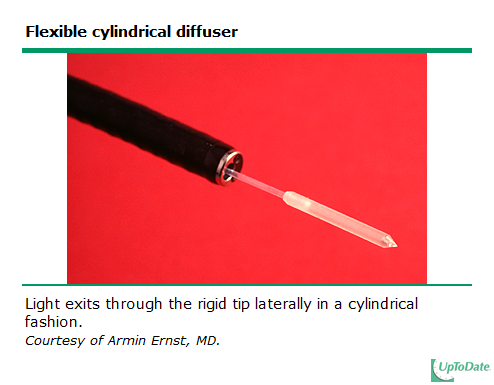 Flexible cylindrical diffuser
Light exits through the rigid tip laterally in a cylindrical
fashion.
Courtesy of Armin Ernst, MD.
UpToDate